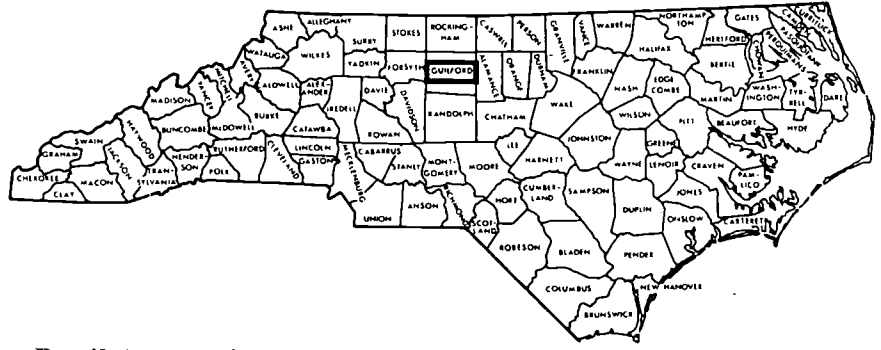 ASHE
ALLEGHANY
SURRY
STOKES
ROCKING-
HAM
CASWELL
PERSON
GRANVILLE
VANCE
WARREN
NORTHAMP
TON
GATES
HERTFORD
CURRITUCK
CAMDEN
PASQUOTANK
PERQUIMANS
CHOWAN
HALIFAX
BERTIE
WATAUGA
WILKES
YADKIN
FORSYTH
GUILFORD
ALAMANCE
ORANGE
DURHAM
FRANKLIN
NASH
EDGE
COMBE
MARTIN
WASH-
INGTON
TYR-
RELL
DARE
MITCHELL
AVERY
CALDWELL
ALEX-
ANDER
IREDELL
DAVIE
DAVIDSON
RANDOLPH
CHATHAM
WAKE
WILSON
PITT
BEAUFORT
HYDE
MADISON
YANCEY
BUNCOMBE
McDOWELL
BURKE
CATAWBA
ROWAN
JOHNSTON
GREENE
SWAIN
HAYWOOD
RUTHERFORD
CLEVELAND
LINCOLN
GASTON
CABARRUS
STANLY
MONT-
GOMERY
MOORE
LEE
HARNETT
WAYNE
LENOIR
CRAVEN
PAM-
LICO
GRAHAM
CHEROKEE
CLAY
MACON
JACKSON
TRAN-
SYLVANIA
HENDER-
SON
POLK
MECKLENBURG
UNION
ANSON
RICHMOND
SCOT-
LAND
HOKE
CUMBER-
LAND
SAMPSON
DUPLIN
JONES
ONSLOW
CARTERET
ROBESON
BLADEN
PENDER
COLUMBUS
NEW HANOVER
BRUNSWICK